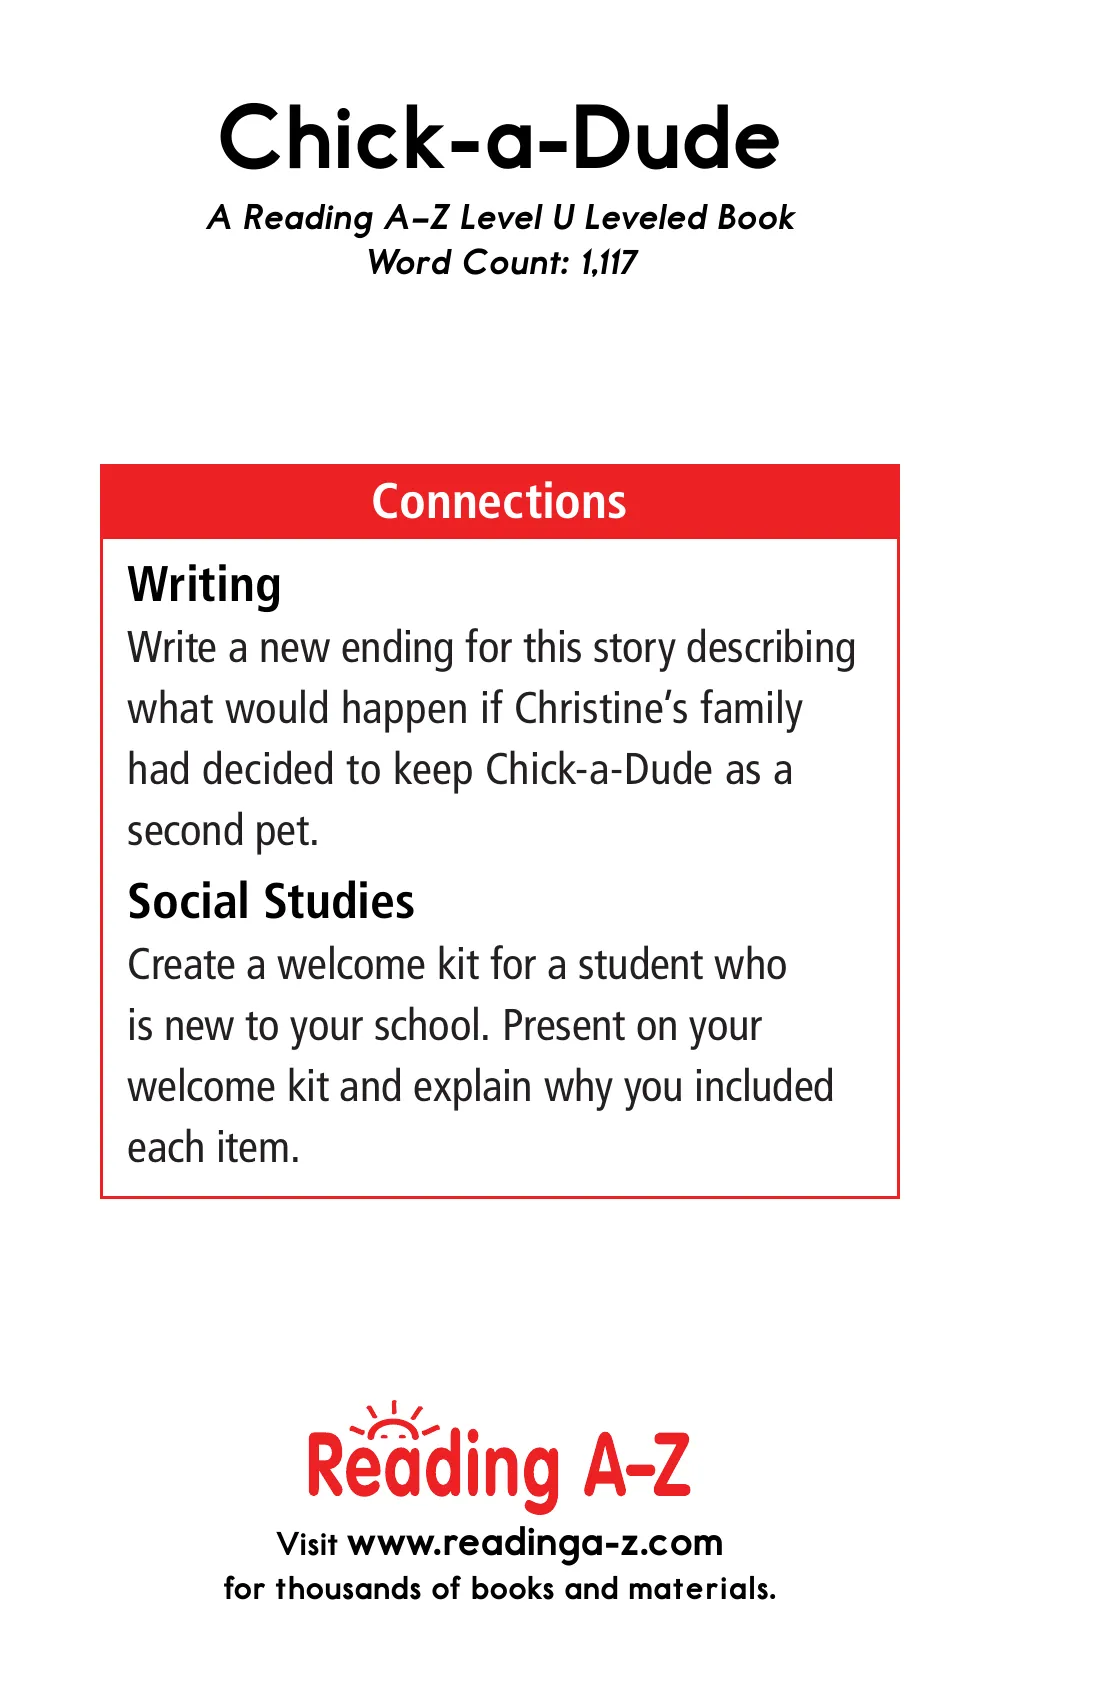 Chick-a-Dude
A Reading A–Z Level U Leveled Book
Word Count: 1,117
Connections
Writing
Write a new ending for this story describing
what would happen if Christine’s family
had decided to keep Chick-a-Dude as a
second pet.
Social Studies
Create a welcome kit for a student who
is new to your school. Present on your
welcome kit and explain why you included
each item.
Reading A–Z
Visit www.readinga-z.com
for thousands of books and materials.